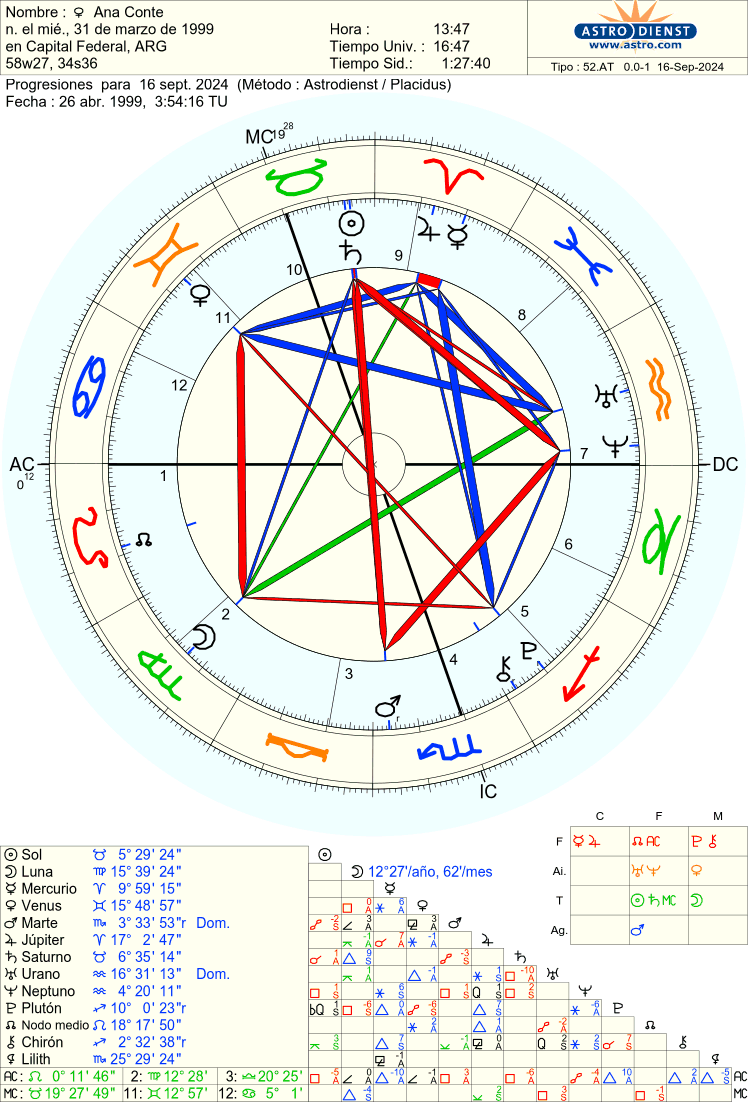 Nombre : ♀ Ana Conte
n. el mié., 31 de marzo de 1999
en Capital Federal, ARG
58w27, 34s36
Hora : 13:47
Tiempo Univ. : 16:47
Tiempo Sid.: 1:27:40
ASTRO DIENST
www.astro.com
Tipo : 52.AT 0.0-1 16-Sep-2024
Progresiones para 16 sept. 2024 (Método : Astrodienst / Placidus)
Fecha : 26 abr. 1999, 3:54:16 TU
MC 19 28
10
9
11
8
12
AC
0 12
1
7
DC
6
2
5
3
4
r
r
r
IC
C F M
F ☿ ♃ ☊ AC ♇ ⚷
Ai. ♅ ♆ ♀
T ☉ ♄ MC ☽
Ag. ♂
☉ Sol ♉ 5° 29' 24"
☽ Luna ♍ 15° 39' 24"
☿ Mercurio ♈ 9° 59' 15"
♀ Venus ♊ 15° 48' 57"
♂ Marte ♏ 3° 33' 53"r Dom.
♃ Júpiter ♈ 17° 2' 47"
♄ Saturno ♉ 6° 35' 14"
♅ Urano ♒ 16° 31' 13" Dom.
♆ Neptuno ♒ 4° 20' 11"
♇ Plutón ♐ 10° 0' 23"r
☊ Nodo medio ♌ 18° 17' 50"
⚷ Chirón ♐ 2° 32' 38"r
⚸ Lilith ♏ 25° 29' 24"
AC: ♌ 0° 11' 46" 2: ♍ 12° 28' 3: ♎ 20° 25'
MC: ♉ 19° 27' 49" 11: ♊ 12° 57' 12: ♋ 5° 1'
☽ 12°27'/año, 62'/mes
AC
MC